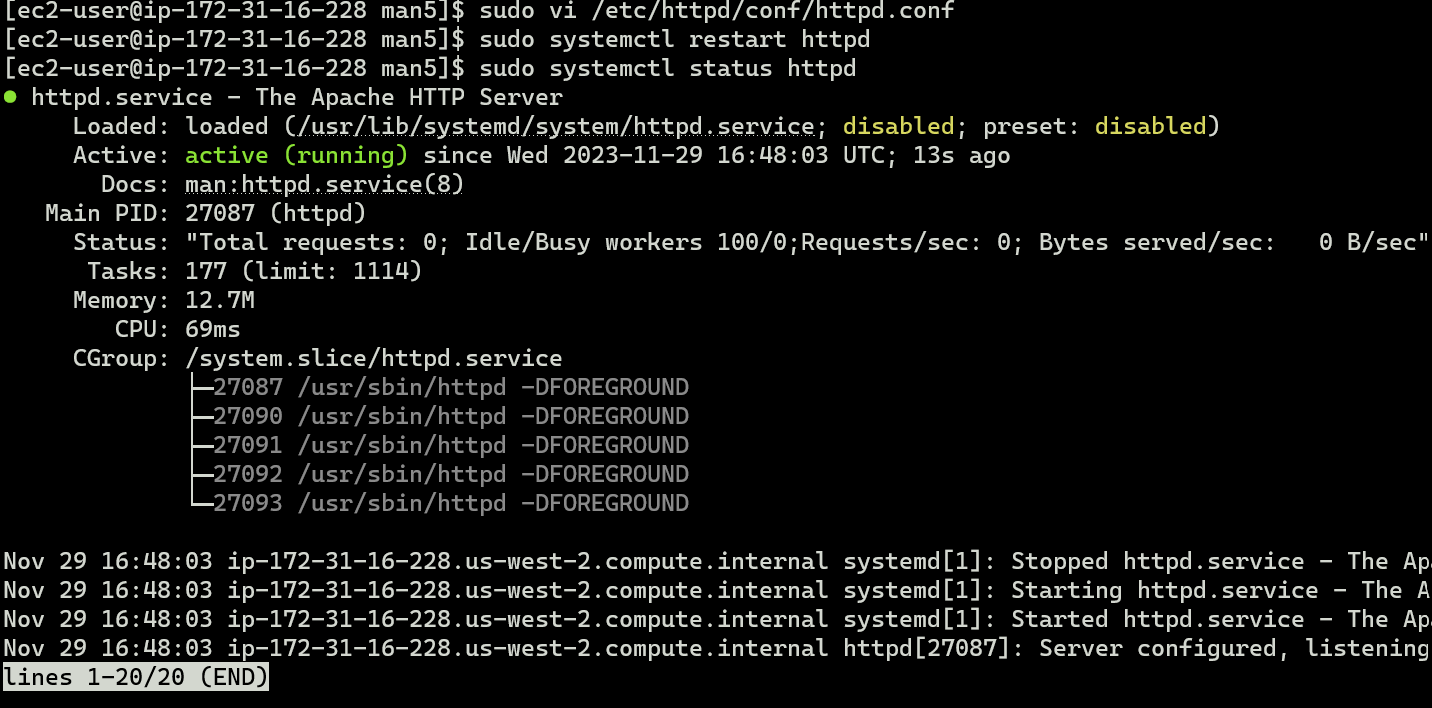 [ec2-user@ip-172-31-16-228 man5]$ sudo vi /etc/httpd/conf/httpd.conf
[ec2-user@ip-172-31-16-228 man5]$ sudo systemctl restart httpd
[ec2-user@ip-172-31-16-228 man5]$ sudo systemctl status httpd
● httpd.service - The Apache HTTP Server
     Loaded: loaded (/usr/lib/systemd/system/httpd.service; disabled; preset: disabled)
     Active: active (running) since Wed 2023-11-29 16:48:03 UTC; 13s ago
       Docs: man:httpd.service(8)
   Main PID: 27087 (httpd)
     Status: "Total requests: 0; Idle/Busy workers 100/0;Requests/sec: 0; Bytes served/sec:   0 B/sec"
      Tasks: 177 (limit: 1114)
     Memory: 12.7M
        CPU: 69ms
     CGroup: /system.slice/httpd.service
             ├─27087 /usr/sbin/httpd -DFOREGROUND
             ├─27090 /usr/sbin/httpd -DFOREGROUND
             ├─27091 /usr/sbin/httpd -DFOREGROUND
             ├─27092 /usr/sbin/httpd -DFOREGROUND
             └─27093 /usr/sbin/httpd -DFOREGROUND
Nov 29 16:48:03 ip-172-31-16-228.us-west-2.compute.internal systemd[1]: Stopped httpd.service - The Ap
Nov 29 16:48:03 ip-172-31-16-228.us-west-2.compute.internal systemd[1]: Starting httpd.service - The A
Nov 29 16:48:03 ip-172-31-16-228.us-west-2.compute.internal systemd[1]: Started httpd.service - The Ap
Nov 29 16:48:03 ip-172-31-16-228.us-west-2.compute.internal httpd[27087]: Server configured, listening
lines 1-20/20 (END)